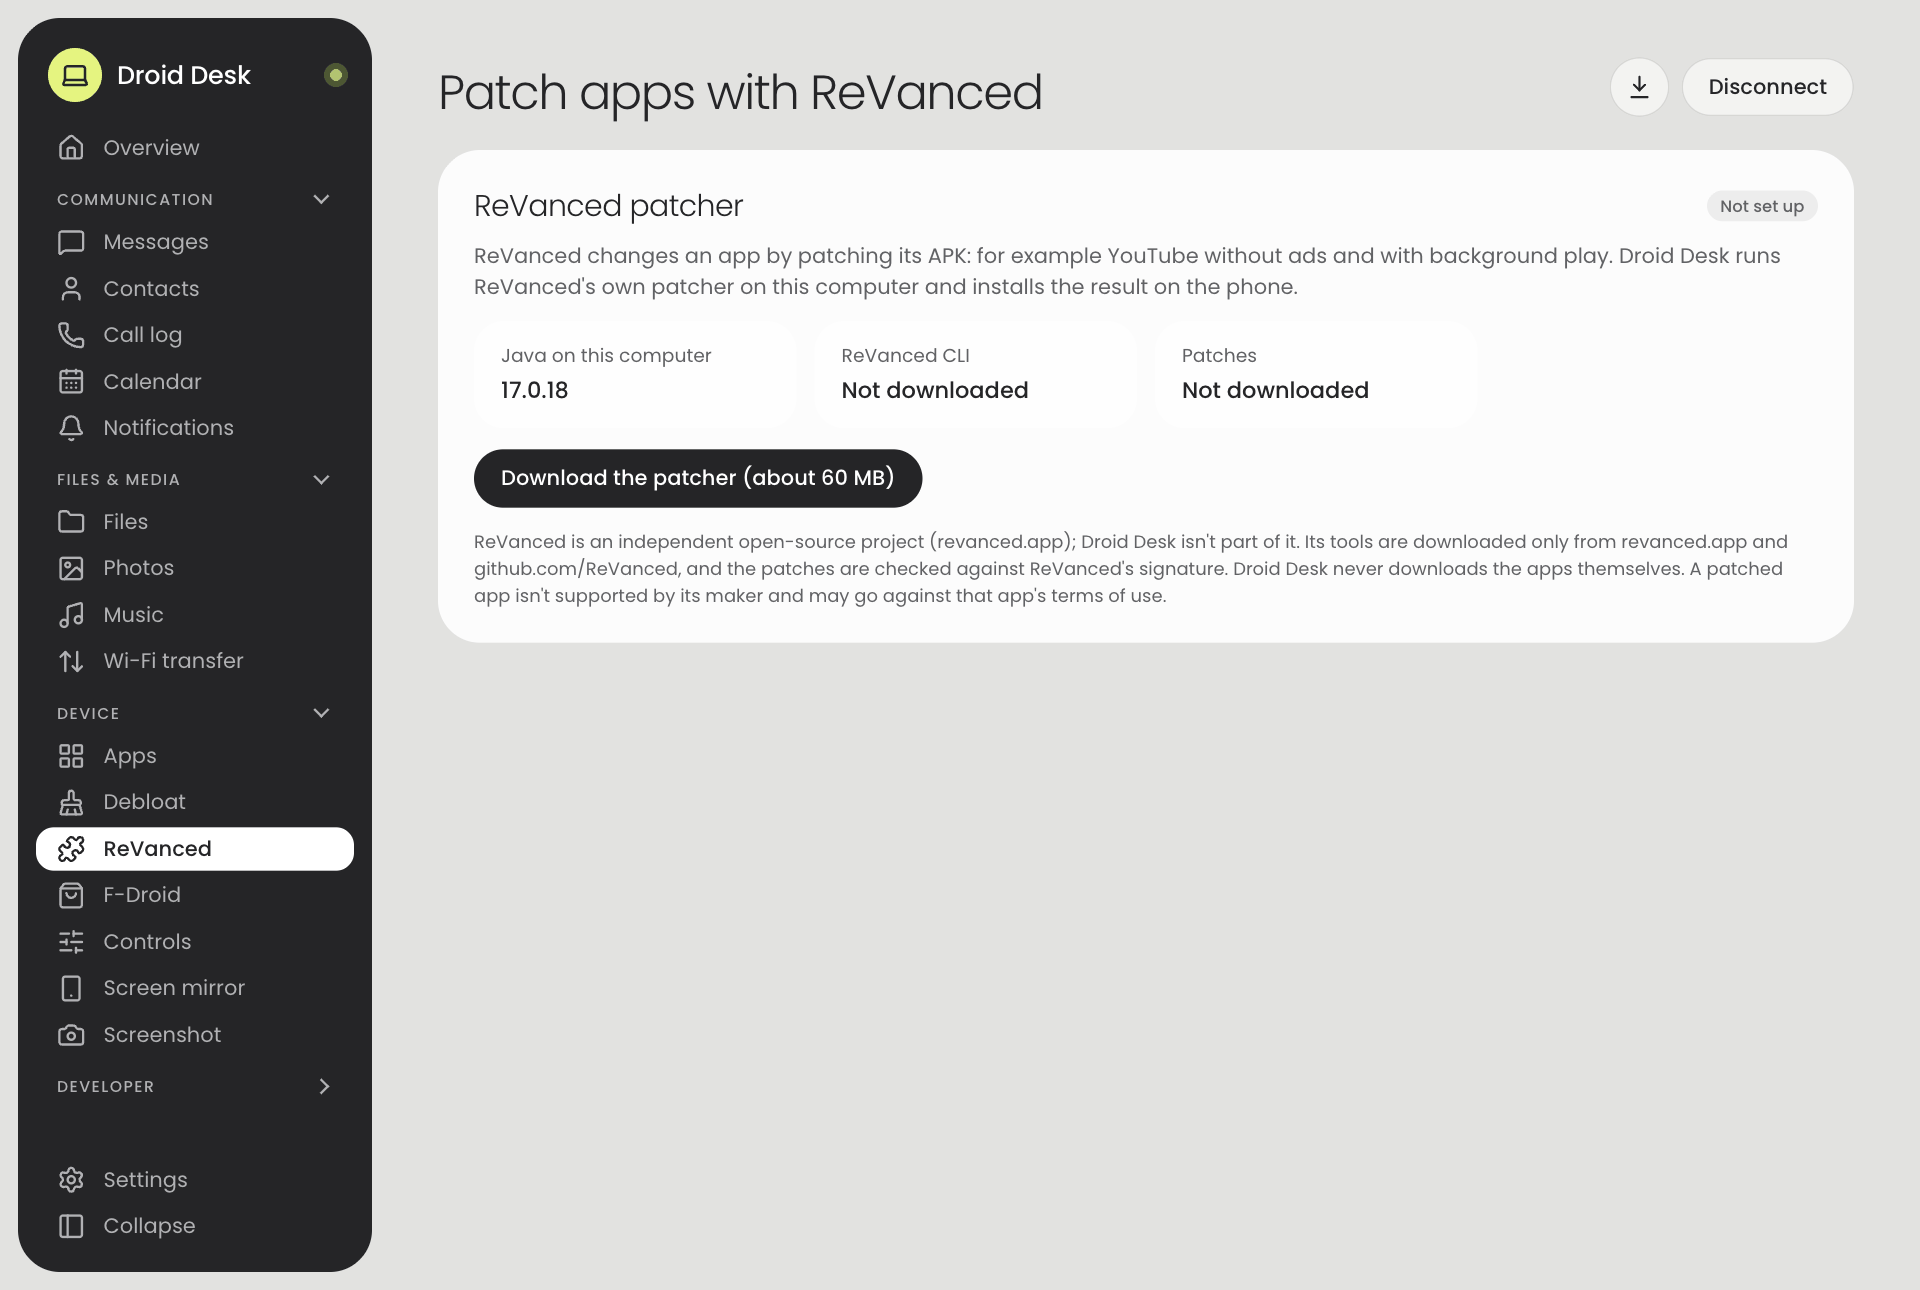 Droid Desk
Overview
COMMUNICATION
Messages
Contacts
Call log
Calendar
Notifications
FILES & MEDIA
Files
Photos
Music
Wi-Fi transfer
DEVICE
Apps
Debloat
ReVanced
F-Droid
Controls
Screen mirror
Screenshot
DEVELOPER
Settings
Collapse
Patch apps with ReVanced
Disconnect
ReVanced patcher
Not set up
ReVanced changes an app by patching its APK: for example YouTube without ads and with background play. Droid Desk runs
ReVanced's own patcher on this computer and installs the result on the phone.
Java on this computer
17.0.18
ReVanced CLI
Not downloaded
Patches
Not downloaded
Download the patcher (about 60 MB)
ReVanced is an independent open-source project (revanced.app); Droid Desk isn't part of it. Its tools are downloaded only from revanced.app and
github.com/ReVanced, and the patches are checked against ReVanced's signature. Droid Desk never downloads the apps themselves. A patched
app isn't supported by its maker and may go against that app's terms of use.